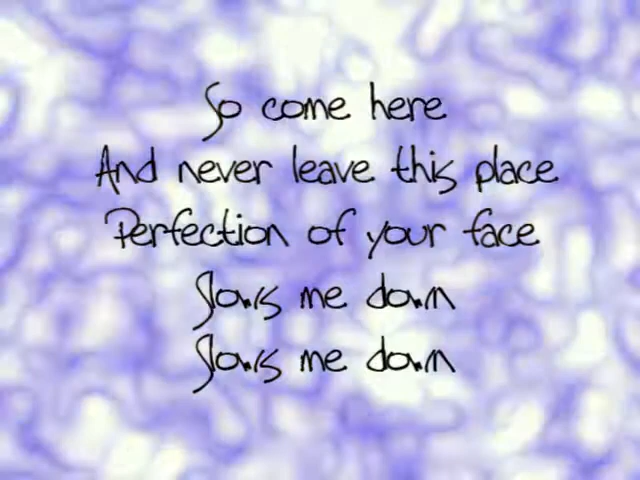 So come here
And never leave this place
Perfection of your face
Slows me down
Slows me down